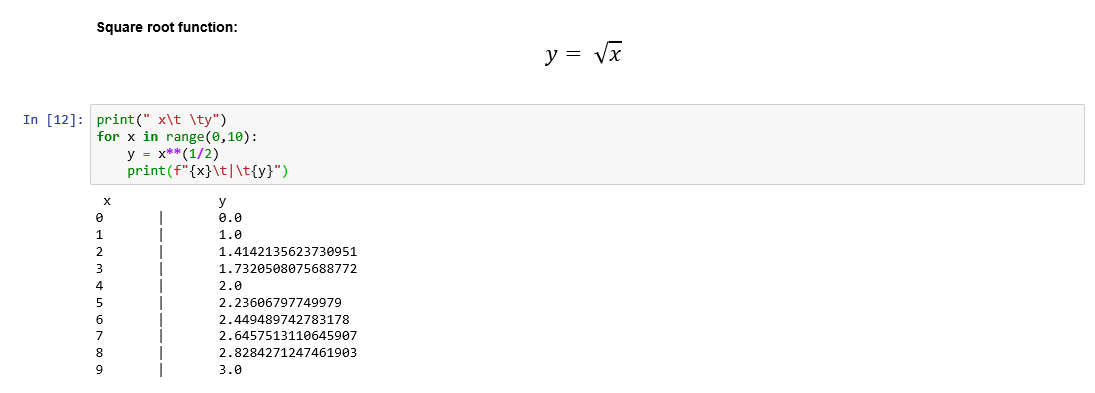 Square root function:
y = √x
In [12]:
print(" x\t \ty")
for x in range(0,10):
    y = x**(1/2)
    print(f"{x}\t|\t{y}")
x y
0 | 0.0
1 | 1.0
2 | 1.4142135623730951
3 | 1.7320508075688772
4 | 2.0
5 | 2.23606797749979
6 | 2.449489742783178
7 | 2.6457513110645907
8 | 2.8284271247461903
9 | 3.0